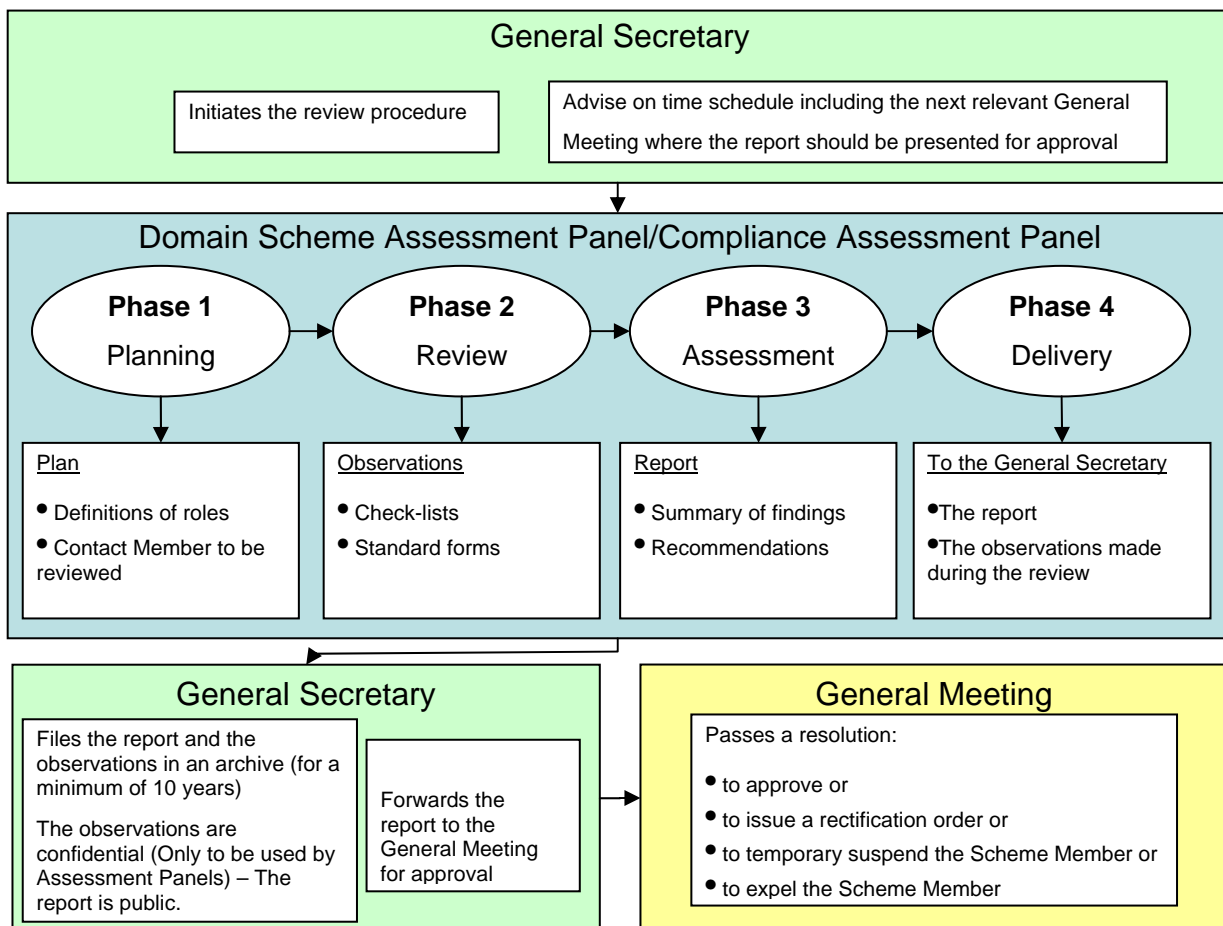 General Secretary
Initiates the review procedure
Advise on time schedule including the next relevant General
Meeting where the report should be presented for approval
Domain Scheme Assessment Panel/Compliance Assessment Panel
Phase 1
Planning
Phase 2
Review
Phase 3
Assessment
Phase 4
Delivery
Plan
• Definitions of roles
• Contact Member to be
reviewed
Observations
• Check-lists
• Standard forms
Report
• Summary of findings
• Recommendations
To the General Secretary
•The report
•The observations made
during the review
General Secretary
Files the report and the
observations in an archive (for a
minimum of 10 years)
The observations are
confidential (Only to be used by
Assessment Panels) – The
report is public.
Forwards the
report to the
General Meeting
for approval
General Meeting
Passes a resolution:
• to approve or
• to issue a rectification order or
• to temporary suspend the Scheme Member or
• to expel the Scheme Member